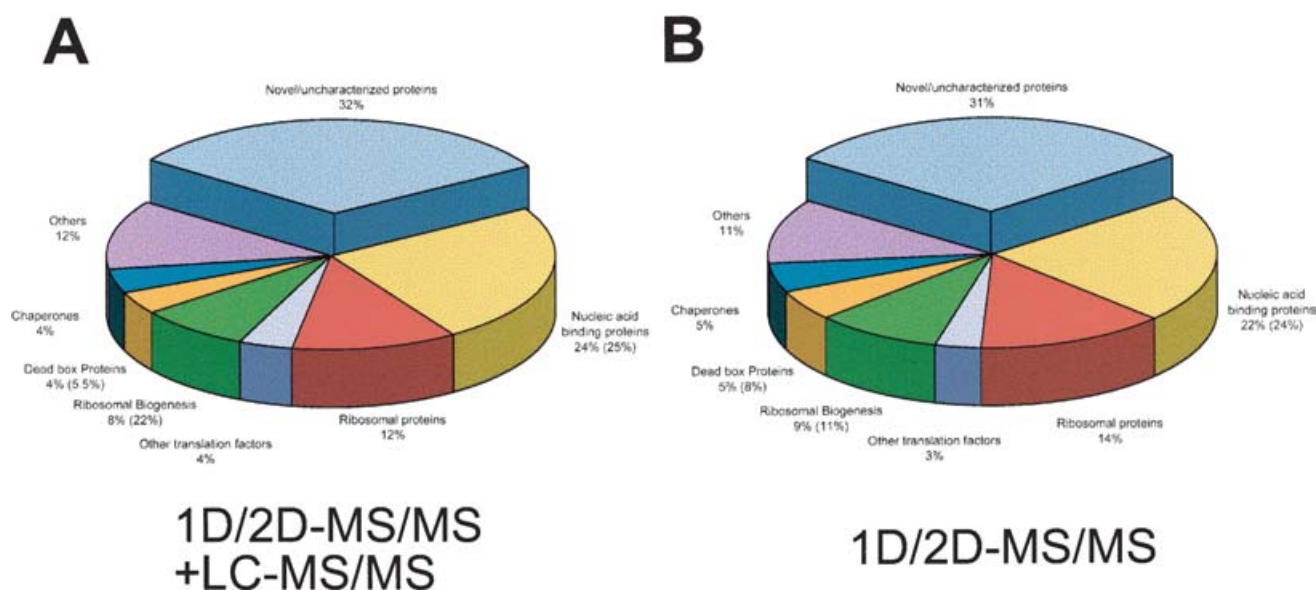 A
Novel/uncharacterized proteins
32%
Others
12%
Chaperones
4%
Dead box Proteins
4% (5.5%)
Ribosomal Biogenesis
8% (22%)
Other translation factors
4%
Ribosomal proteins
12%
Nucleic acid
binding proteins
24% (25%)
1D/2D-MS/MS
+LC-MS/MS
B
Novel/uncharacterized proteins
31%
Others
11%
Chaperones
5%
Dead box Proteins
5% (8%)
Ribosomal Biogenesis
9% (11%)
Other translation factors
3%
Ribosomal proteins
14%
Nucleic acid
binding proteins
22% (24%)
1D/2D-MS/MS